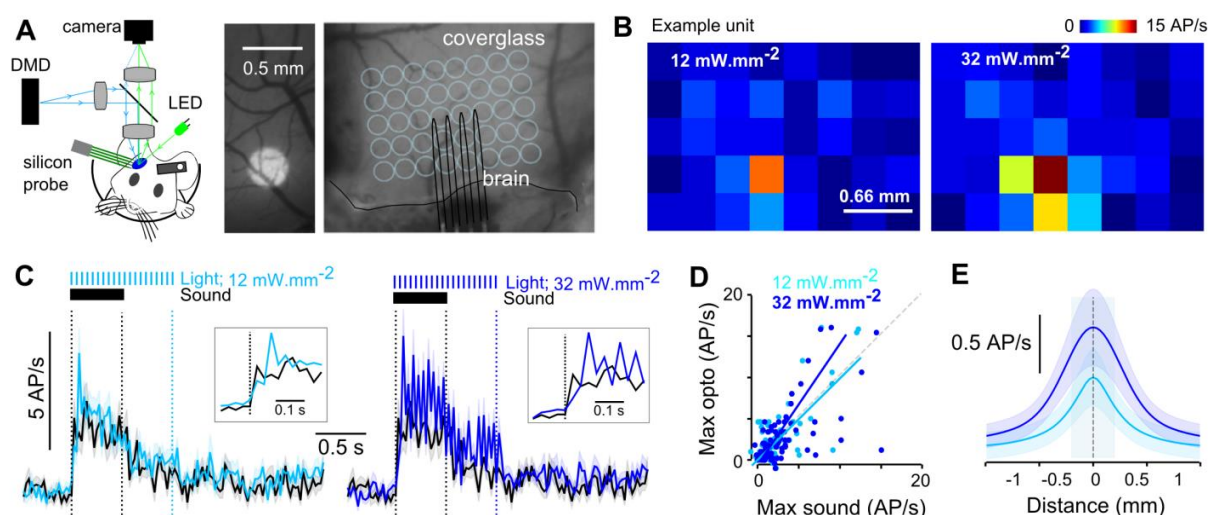 A
camera
DMD
LED
silicon
probe
0.5 mm
coverglass
brain
B
Example unit
0 15 AP/s
12 mW.mm-2
32 mW.mm-2
0.66 mm
C
Light; 12 mW.mm-2
Sound
5 AP/s
0.1 s
0.5 s
Light; 32 mW.mm-2
Sound
0.1 s
D
12 mW.mm-2
32 mW.mm-2
20
Max opto (AP/s)
0
0 20
Max sound (AP/s)
E
0.5 AP/s
-1 -0.5 0 0.5 1
Distance (mm)